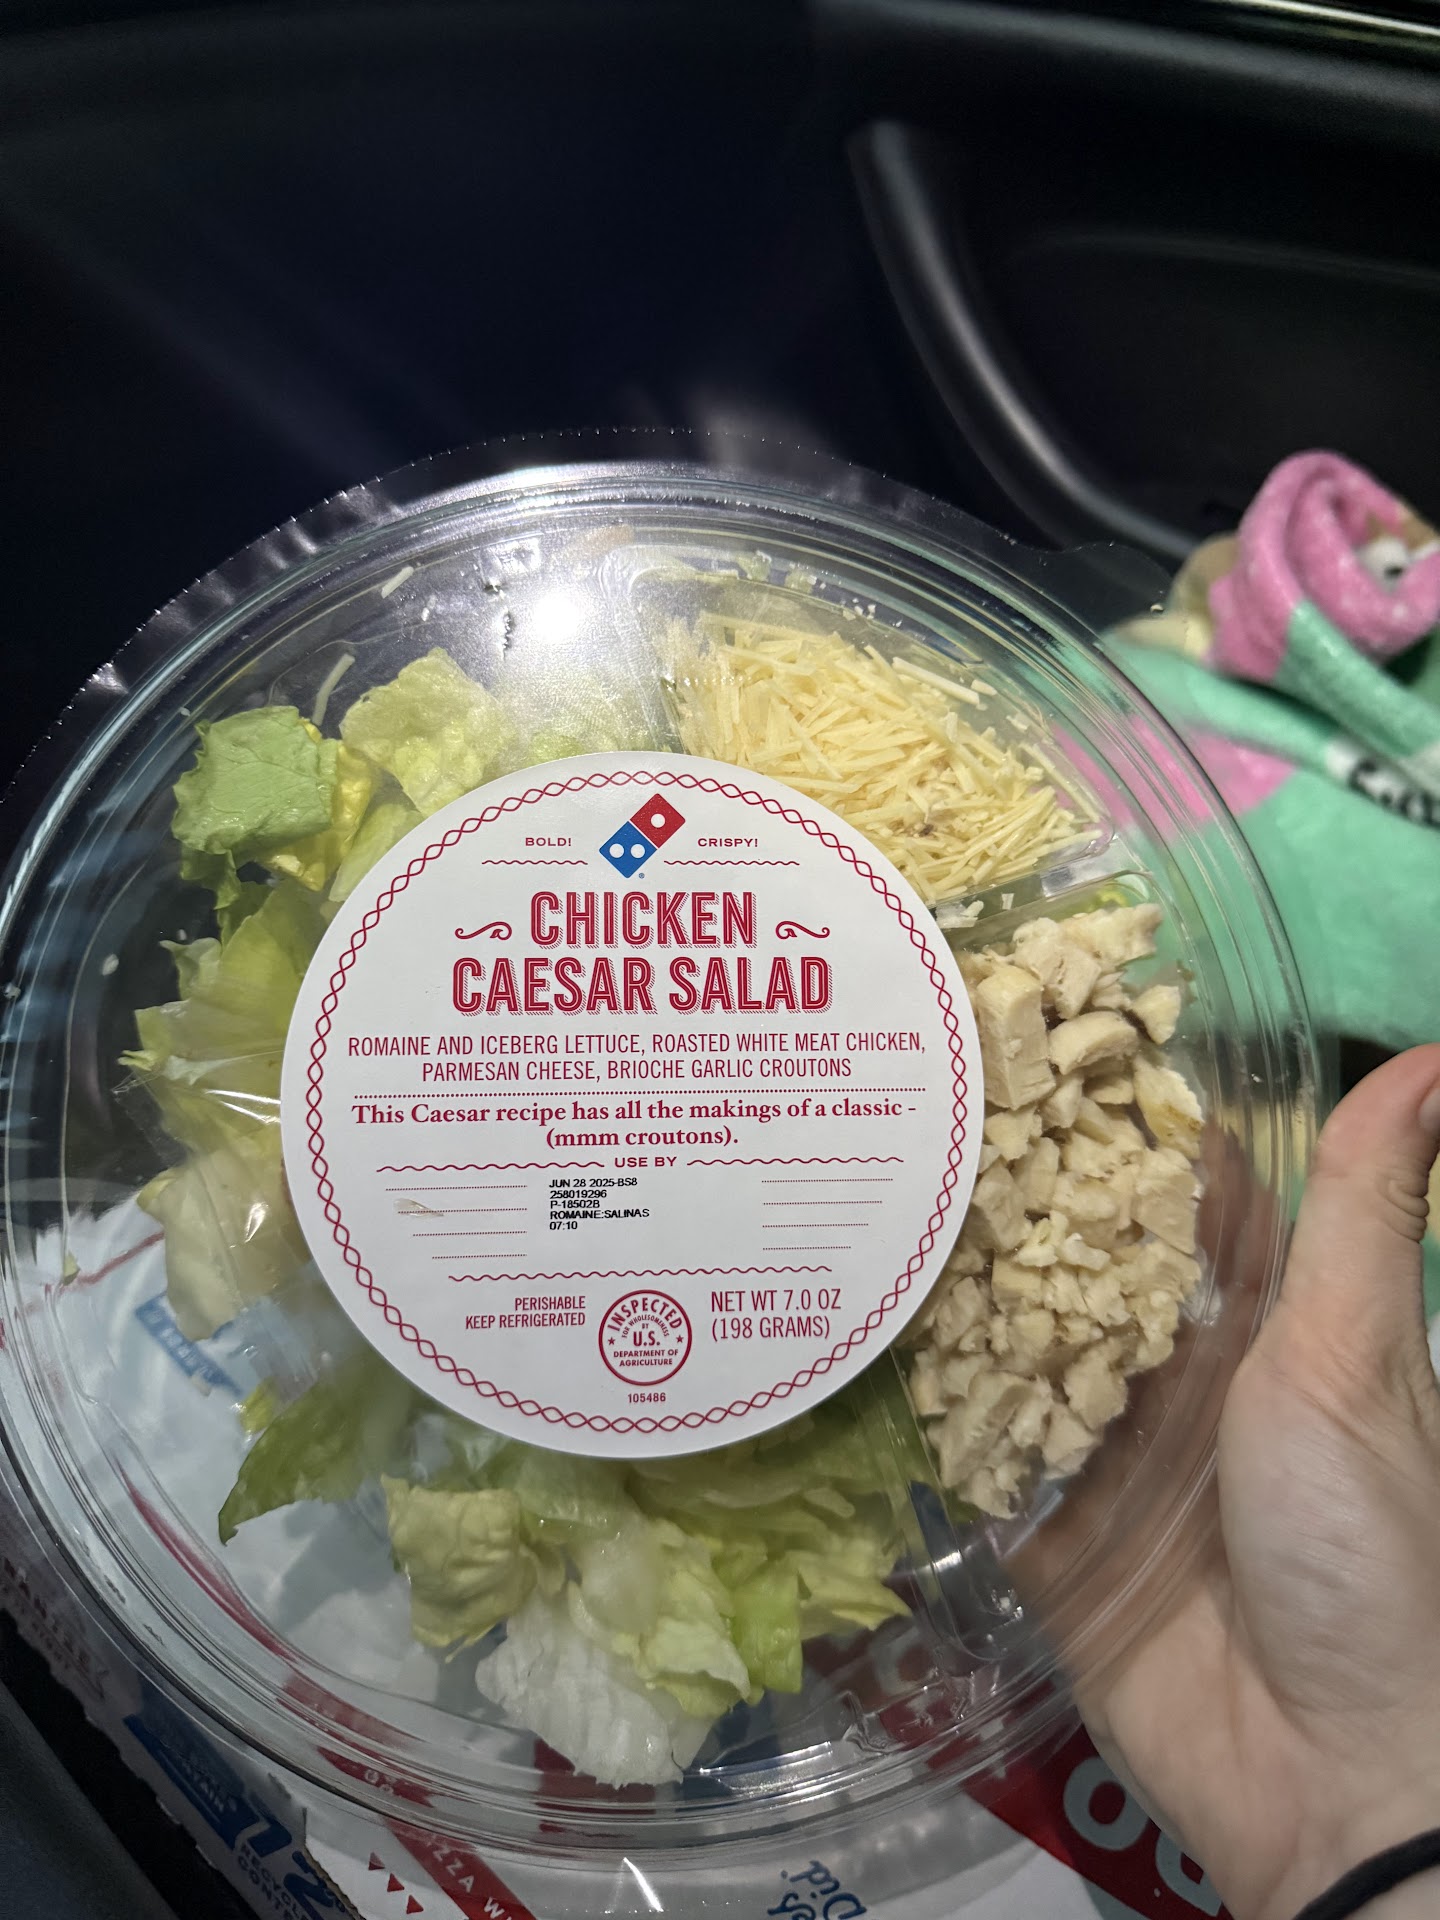 BOLD!
CRISPY!
CHICKEN
CAESAR SALAD
ROMAINE AND ICEBERG LETTUCE, ROASTED WHITE MEAT CHICKEN,
PARMESAN CHEESE, BRIOCHE GARLIC CROUTONS
This Caesar recipe has all the makings of a classic -
(mmm croutons).
USE BY
JUN 28 2025-BS8
258019296
P-18502B
ROMAINE:SALINAS
07:10
PERISHABLE
KEEP REFRIGERATED
INSPECTED
FOR WHOLESOMENESS
BY
U.S.
DEPARTMENT OF
AGRICULTURE
105486
NET WT 7.0 OZ
(198 GRAMS)